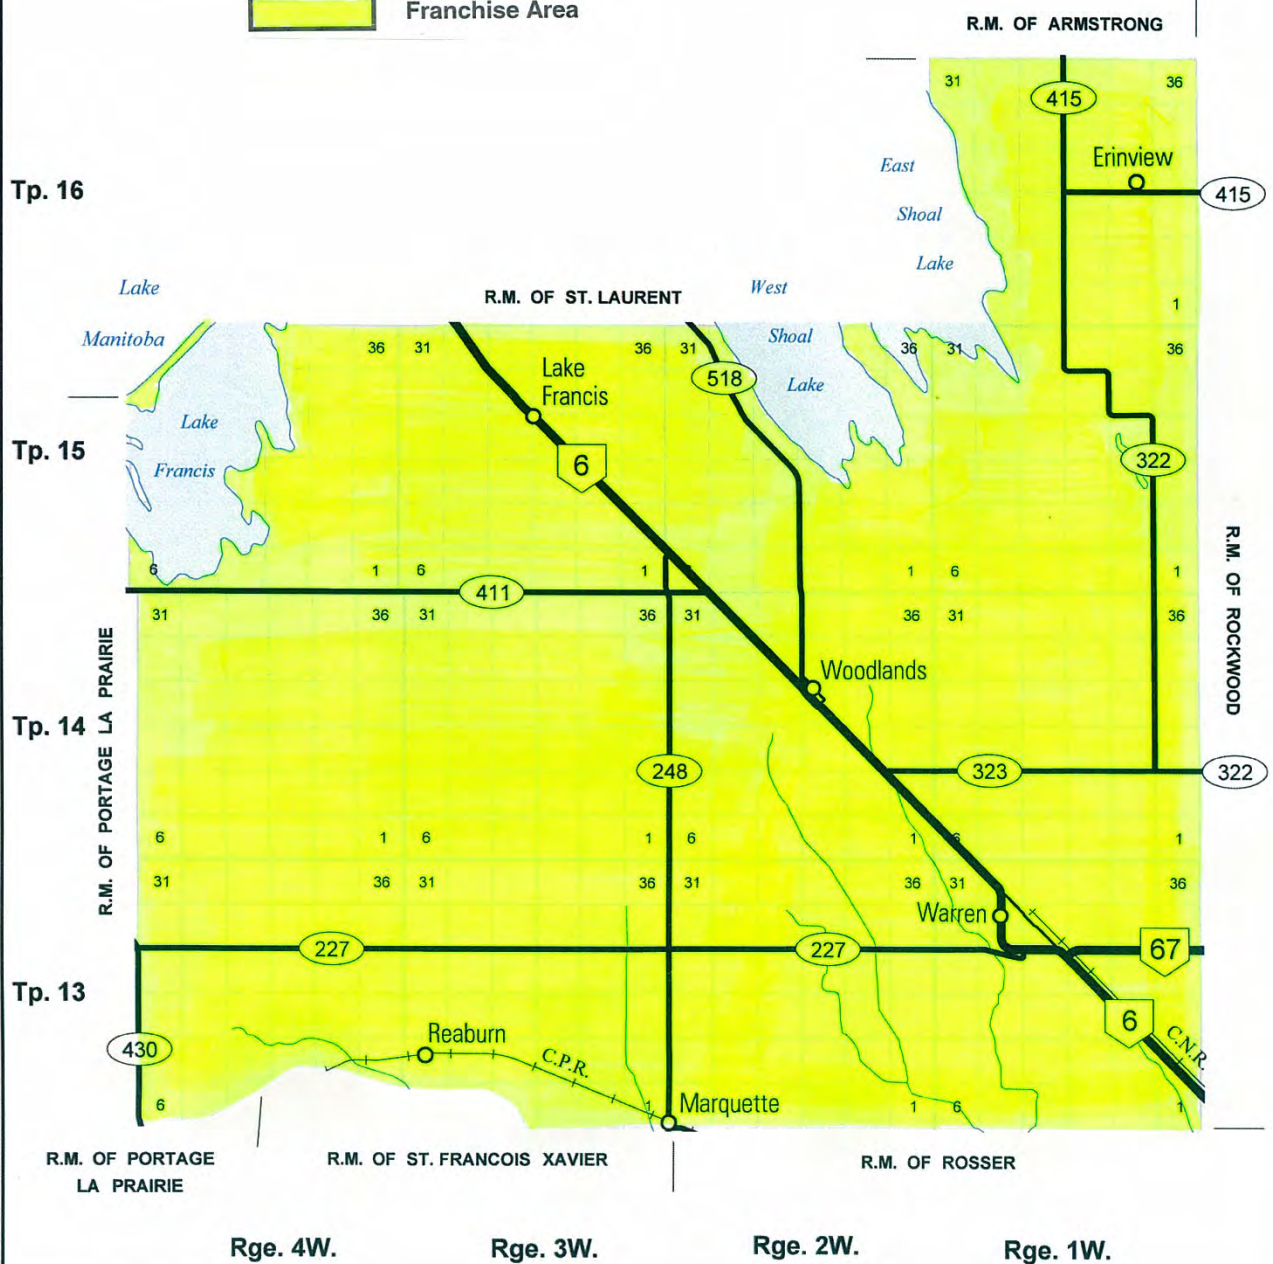 Franchise Area
R.M. OF ARMSTRONG
31
36
415
Erinview
Tp. 16
415
East
Shoal
Lake
Lake
Manitoba
R.M. OF ST. LAURENT
West
Shoal
Lake
1
36
31
36
31
36
31
36
518
Lake
Francis
6
Lake
Francis
Tp. 15
322
R.M. OF ROCKWOOD
6
1
6
1
1
6
1
411
31
36
31
36
31
36
31
36
R.M. OF PORTAGE LA PRAIRIE
Woodlands
Tp. 14
248
323
322
6
1
6
1
6
1
6
1
31
36
31
36
31
36
31
36
Warren
227
227
67
Tp. 13
6
430
Reaburn
C.P.R.
C.N.R.
6
1
Marquette
1
6
1
R.M. OF PORTAGE
LA PRAIRIE
R.M. OF ST. FRANCOIS XAVIER
R.M. OF ROSSER
Rge. 4W.
Rge. 3W.
Rge. 2W.
Rge. 1W.